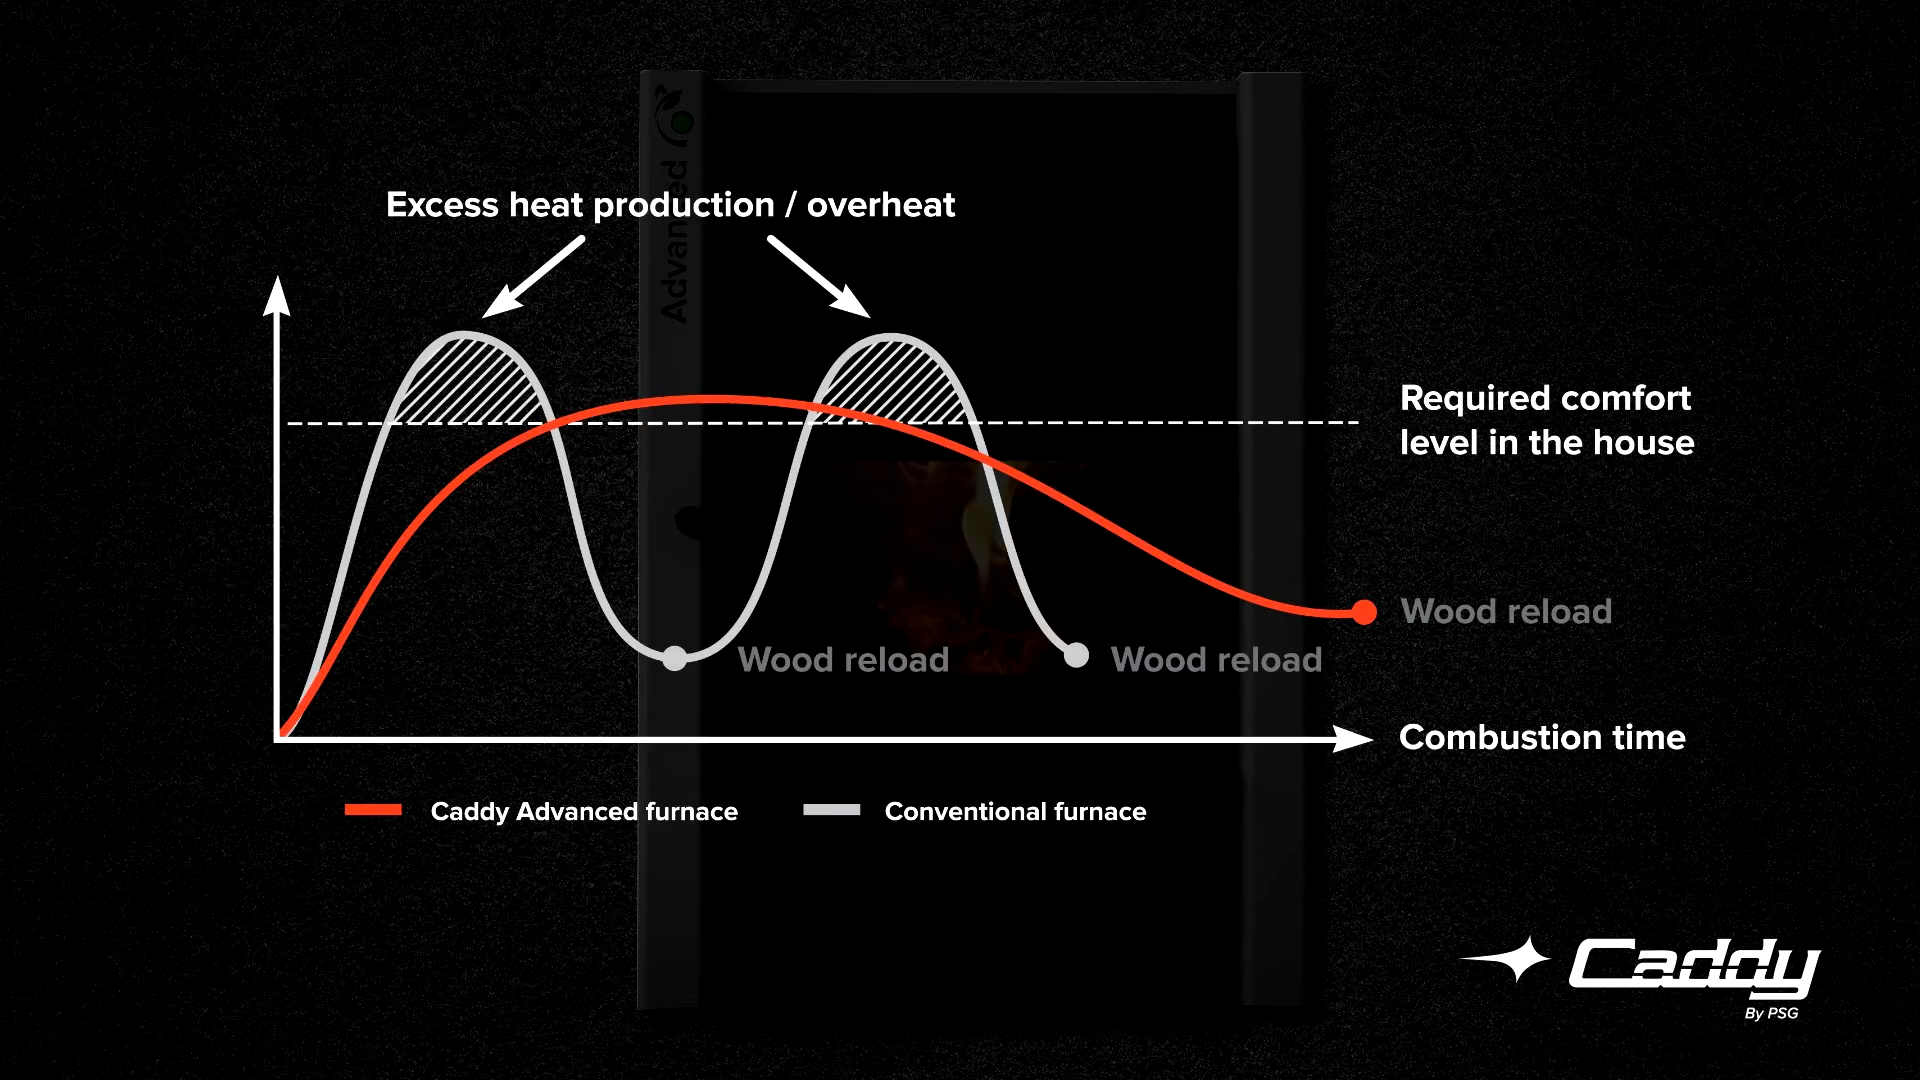 Advanced
Excess heat production / overheat
Required comfort
level in the house
Wood reload
Wood reload
Wood reload
Combustion time
Caddy Advanced furnace
Conventional furnace
Caddy
By PSG